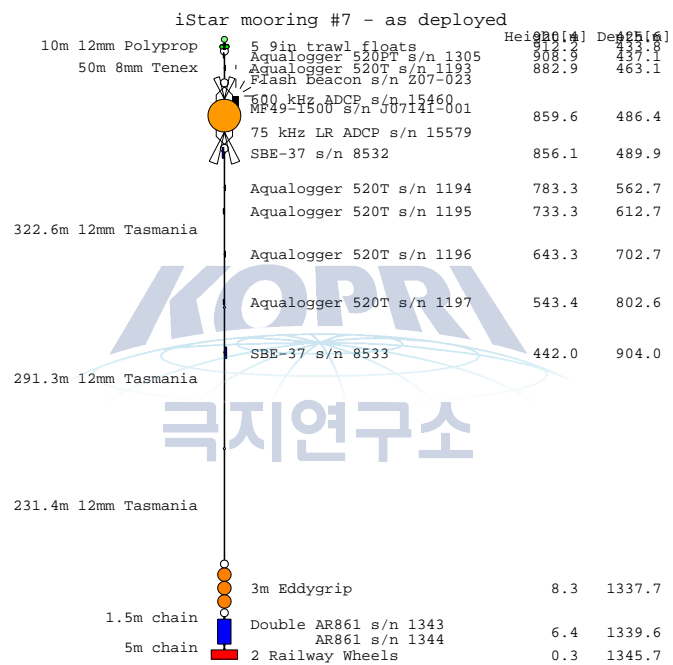 iStar mooring #7 - as deployed
Height[m] Depth[m]
920.4 425.6
10m 12mm Polyprop 5 9in trawl floats 912.2 433.8
Aqualogger 520PT s/n 1305 908.9 437.1
50m 8mm Tenex Aqualogger 520T s/n 1193 882.9 463.1
Flash beacon s/n Z07-023
600 kHz ADCP s/n 15460
MF49-1500 s/n J07141-001 859.6 486.4
75 kHz LR ADCP s/n 15579
SBE-37 s/n 8532 856.1 489.9
Aqualogger 520T s/n 1194 783.3 562.7
Aqualogger 520T s/n 1195 733.3 612.7
322.6m 12mm Tasmania
Aqualogger 520T s/n 1196 643.3 702.7
KOPRI
Aqualogger 520T s/n 1197 543.4 802.6
SBE-37 s/n 8533 442.0 904.0
291.3m 12mm Tasmania
극지연구소
231.4m 12mm Tasmania
3m Eddygrip 8.3 1337.7
1.5m chain
Double AR861 s/n 1343
AR861 s/n 1344 6.4 1339.6
5m chain
2 Railway Wheels 0.3 1345.7